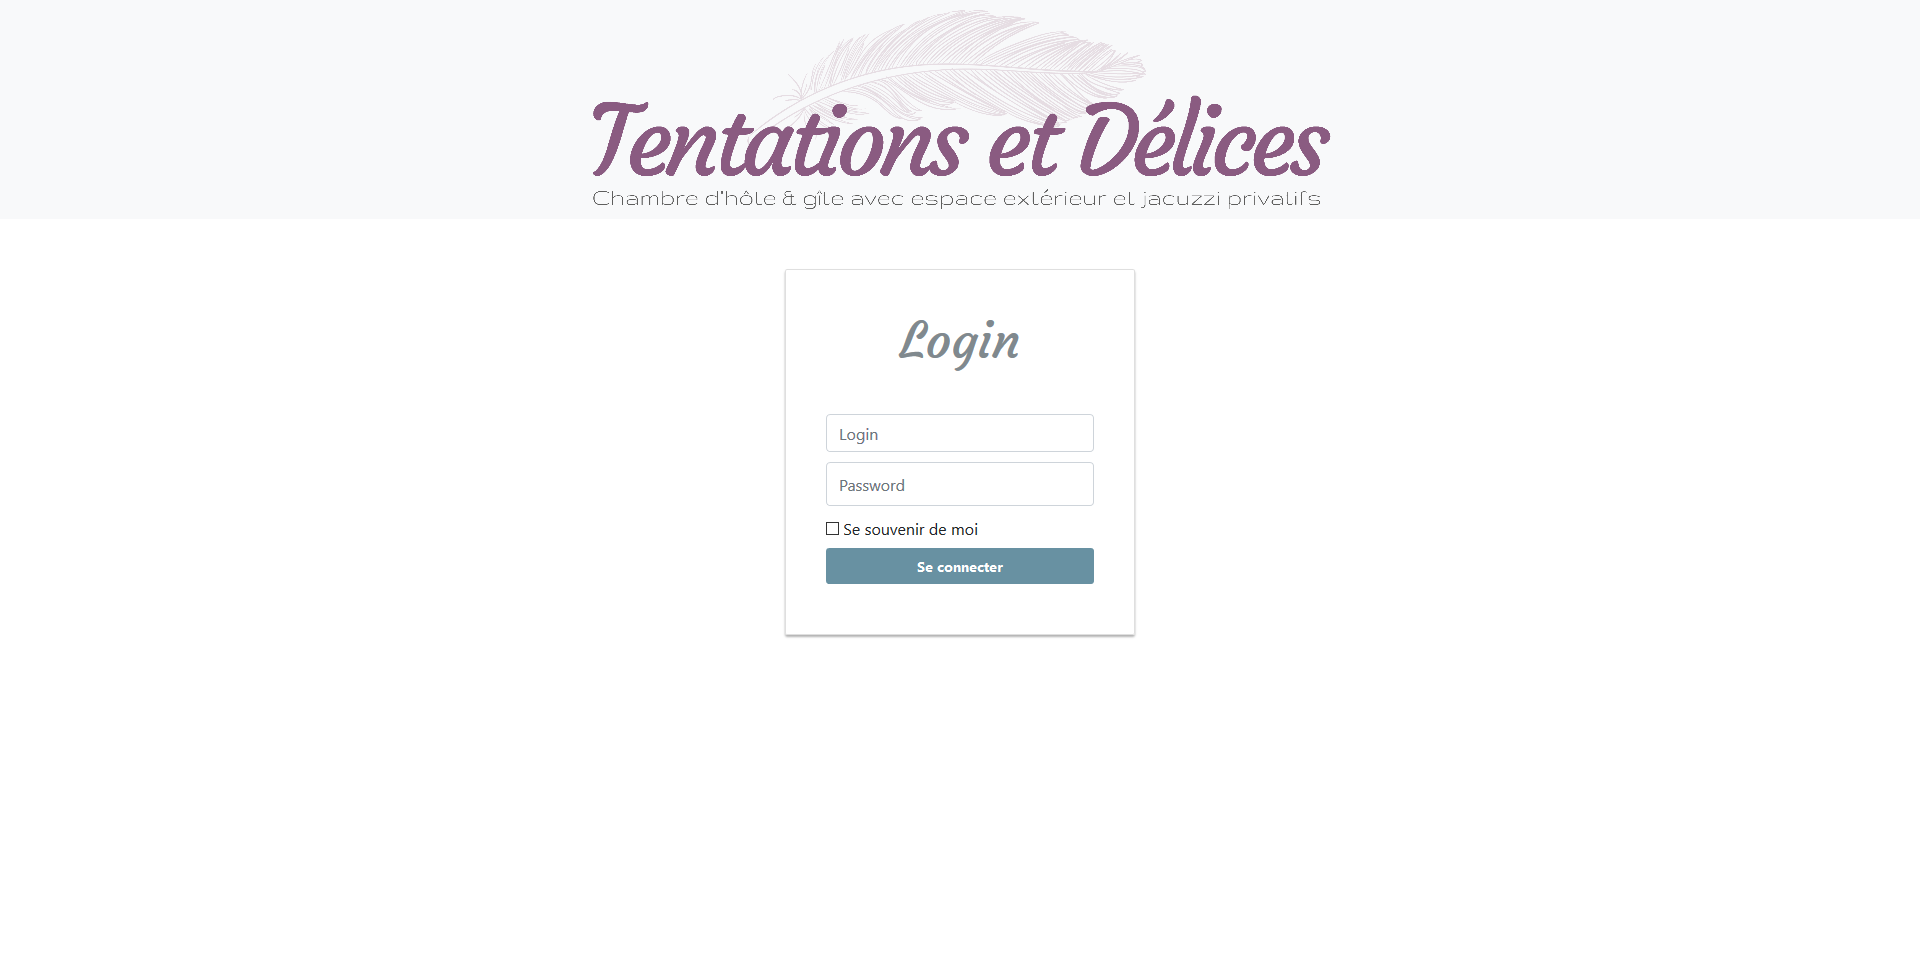 Tentations et Délices
Chambre d'hôte & gîte avec espace extérieur et jacuzzi privatifs
Login
Login
Password
Se souvenir de moi
Se connecter